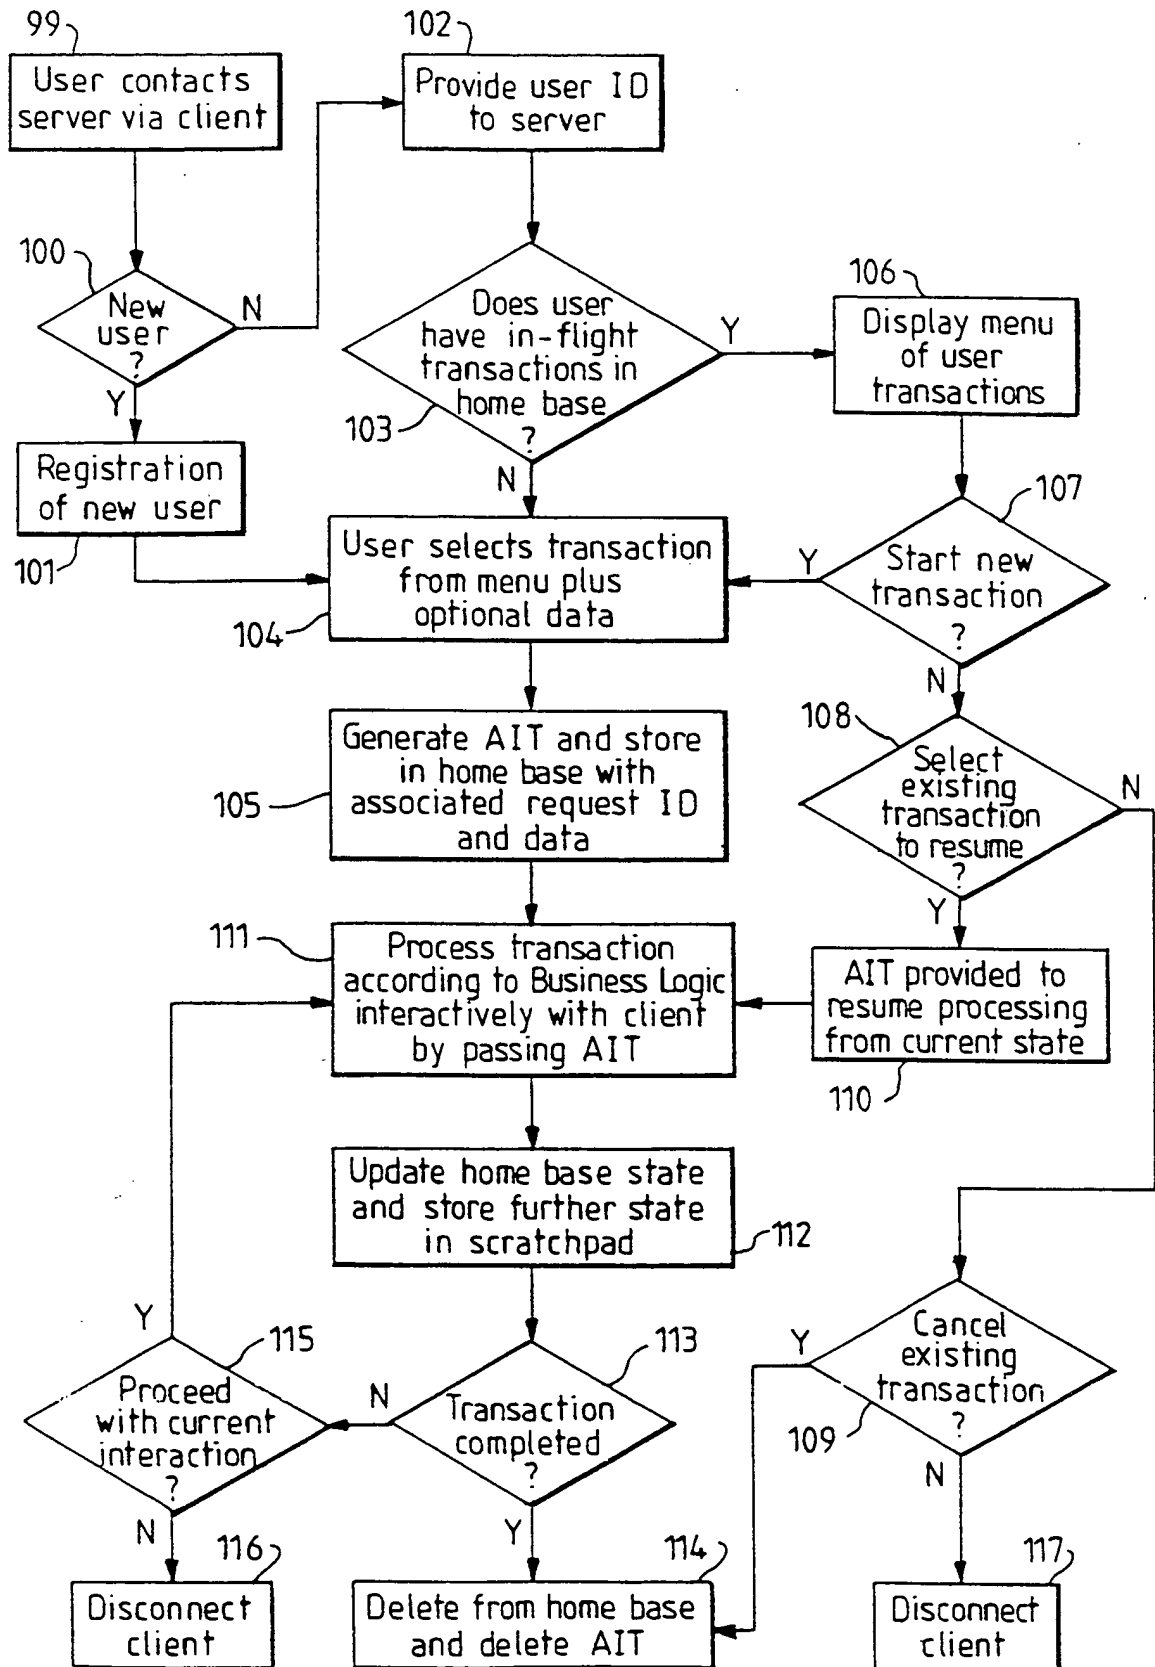 99
User contacts
server via client
102
Provide user ID
to server
100
New
user
?
N
Y
Registration
of new user
101
Does user
have in-flight
transactions in
home base
?
103
Y
N
106
Display menu
of user
transactions
107
Start new
transaction
?
Y
N
User selects transaction
from menu plus
optional data
104
Generate AIT and store
in home base with
associated request ID
and data
105
108
Select
existing
transaction
to resume
?
N
Y
111
Process transaction
according to Business Logic
interactively with client
by passing AIT
AIT provided to
resume processing
from current state
110
Update home base state
and store further state
in scratchpad
112
Y
115
Proceed
with current
interaction
?
N
N
113
Transaction
completed
?
Y
Cancel
existing
transaction
?
109
Y
N
116
Disconnect
client
114
Delete from home base
and delete AIT
117
Disconnect
client